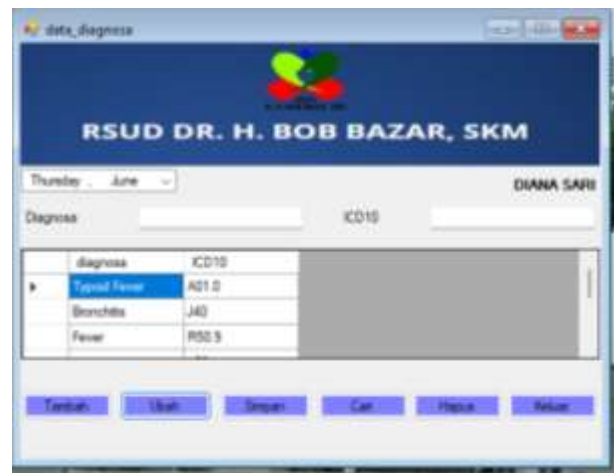 data_diagnosa
RSUD DR. H. BOB BAZAR, SKM
Thursday , June
DIANA SARI
Diagnosa ICD10
diagnosa ICD10
Typoid Fever A01.0
Bronchitis J40
Fever R50.9
Tambah Ubah Simpan Cari Hapus Keluar